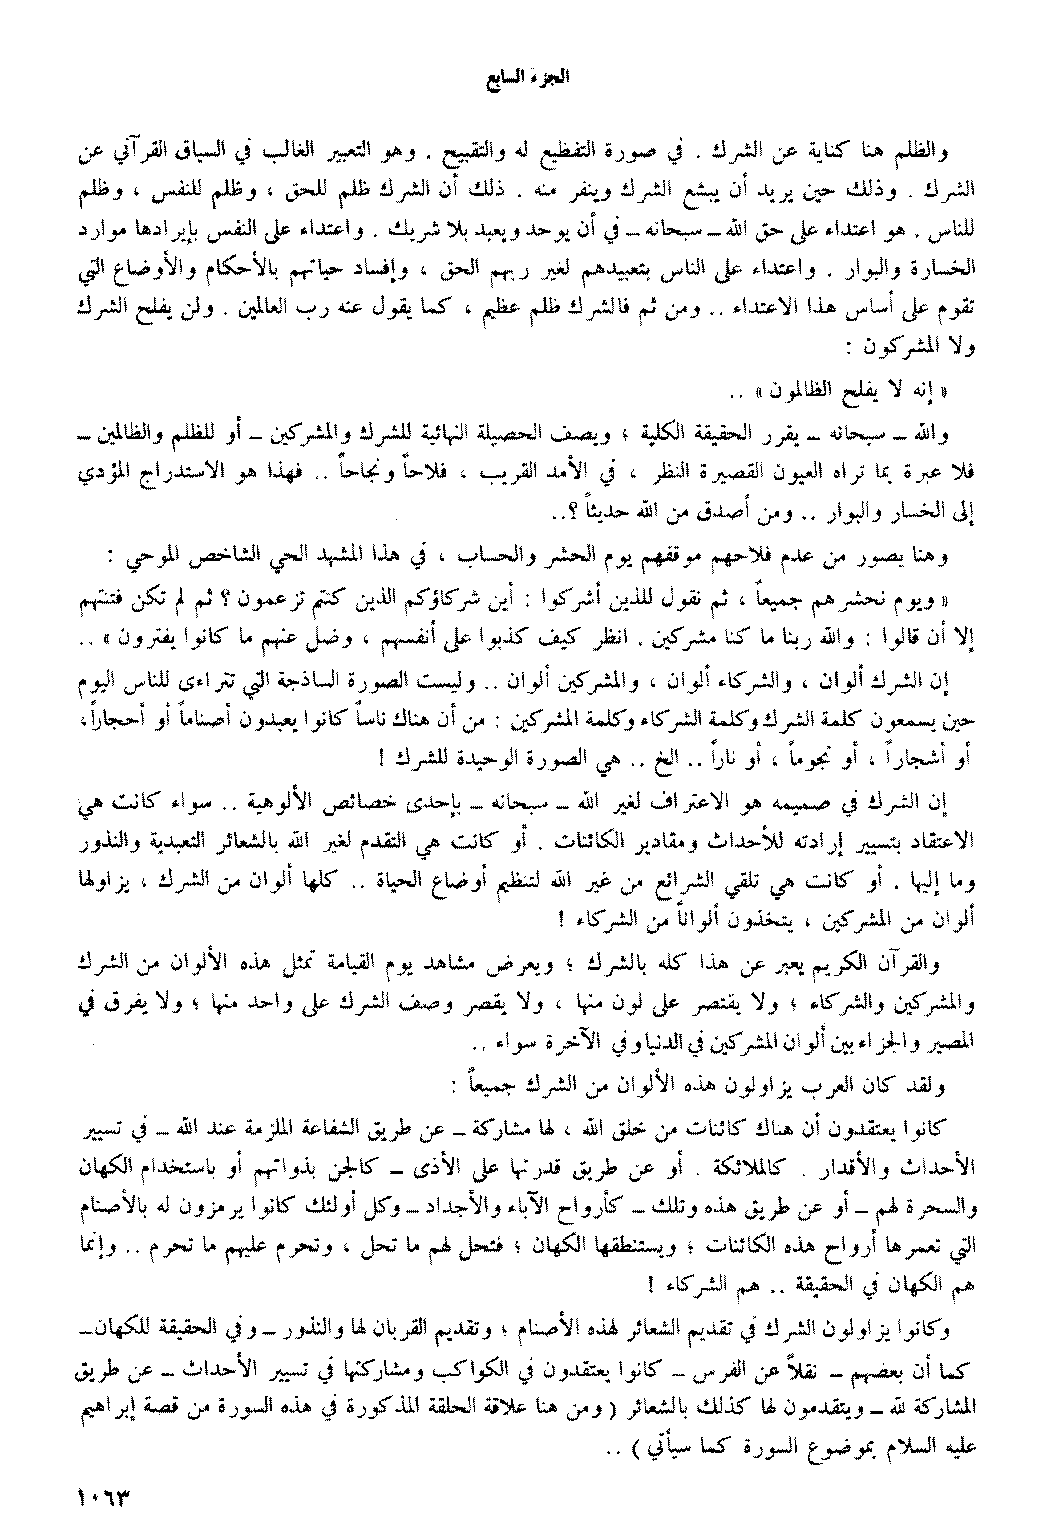 الجزء السابع
والظلم هنا كناية عن الشرك . في صورة التفظيع له والتقبيح . وهو التعبير الغالب في السياق القرآني عن
الشرك . وذلك حين يريد أن يبشع الشرك وينفر منه . ذلك أن الشرك ظلم للحق ، وظلم للنفس ، وظلم
للناس . هو اعتداء على حق الله – سبحانه – في أن يوحد ويعبد بلا شريك . واعتداء على النفس بإيرادها موارد
الخسارة والبوار . واعتداء على الناس بتعبيدهم لغير ربهم الحق ، وإفساد حياتهم بالأحكام والأوضاع التي
تقوم على أساس هذا الاعتداء .. ومن ثم فالشرك ظلم عظيم ، كما يقول عنه رب العالمين . ولن يفلح الشرك
ولا المشركون :
« إنه لا يفلح الظالمون » ..
والله – سبحانه – يقرر الحقيقة الكلية ؛ ويصف الحصيلة النهائية للشرك والمشركين – أو للظلم والظالمين –
فلا عبرة بما تراه العيون القصيرة النظر ، في الأمد القريب ، فلاحاً ونجاحاً .. فهذا هو الاستدراج المؤدي
إلى الخسار والبوار .. ومن أصدق من الله حديثاً ؟..
وهنا يصور من عدم فلاحهم موقفهم يوم الحشر والحساب ، في هذا المشهد الحي الشاخص الموحي :
« ويوم نحشرهم جميعاً ، ثم نقول للذين أشركوا : أين شركاؤكم الذين كنتم تزعمون ؟ ثم لم تكن فتنتهم
إلا أن قالوا : والله ربنا ما كنا مشركين . انظر كيف كذبوا على أنفسهم ، وضل عنهم ما كانوا يفترون » ..
إن الشرك ألوان ، والشركاء ألوان ، والمشركين ألوان .. وليست الصورة الساذجة التي تتراءى للناس اليوم
حين يسمعون كلمة الشرك وكلمة الشركاء وكلمة المشركين : من أن هناك ناساً كانوا يعبدون أصناماً أو أحجاراً،
أو أشجاراً ، أو نجوماً ، أو ناراً .. الخ .. هي الصورة الوحيدة للشرك !
إن الشرك في صميمه هو الاعتراف لغير الله – سبحانه – بإحدى خصائص الألوهية .. سواء كانت هي
الاعتقاد بتسيير إرادته للأحداث ومقادير الكائنات . أو كانت هي التقدم لغير الله بالشعائر التعبدية والنذور
وما إليها . أو كانت هي تلقي الشرائع من غير الله لتنظيم أوضاع الحياة .. كلها ألوان من الشرك ، يزاولها
ألوان من المشركين ، يتخذون ألواناً من الشركاء !
والقرآن الكريم يعبر عن هذا كله بالشرك ؛ ويعرض مشاهد يوم القيامة تمثل هذه الألوان من الشرك
والمشركين والشركاء ؛ ولا يقتصر على لون منها ، ولا يقصر وصف الشرك على واحد منها ؛ ولا يفرق في
المصير والجزاء بين ألوان المشركين في الدنيا وفي الآخرة سواء ..
ولقد كان العرب يزاولون هذه الألوان من الشرك جميعاً :
كانوا يعتقدون أن هناك كائنات من خلق الله ، لها مشاركة – عن طريق الشفاعة الملزمة عند الله – في تسيير
الأحداث والأقدار . كالملائكة . أو عن طريق قدرتها على الأذى – كالجن بذواتهم أو باستخدام الكهان
والسحرة لهم – أو عن طريق هذه وتلك – كأرواح الآباء والأجداد – وكل أولئك كانوا يرمزون له بالأصنام
التي تعمرها أرواح هذه الكائنات ؛ ويستنطقها الكهان ؛ فتحل لهم ما تحل ، وتحرم عليهم ما تحرم .. وإنما
هم الكهان في الحقيقة .. هم الشركاء !
وكانوا يزاولون الشرك في تقديم الشعائر لهذه الأصنام ؛ وتقديم القربان لها والنذور – وفي الحقيقة للكهان–
كما أن بعضهم – نقلاً عن الفرس – كانوا يعتقدون في الكواكب ومشاركتها في تسيير الأحداث – عن طريق
المشاركة لله – ويتقدمون لها كذلك بالشعائر ( ومن هنا علاقة الحلقة المذكورة في هذه السورة من قصة إبراهيم
عليه السلام بموضوع السورة كما سيأتي ) ..
١٠٦٣